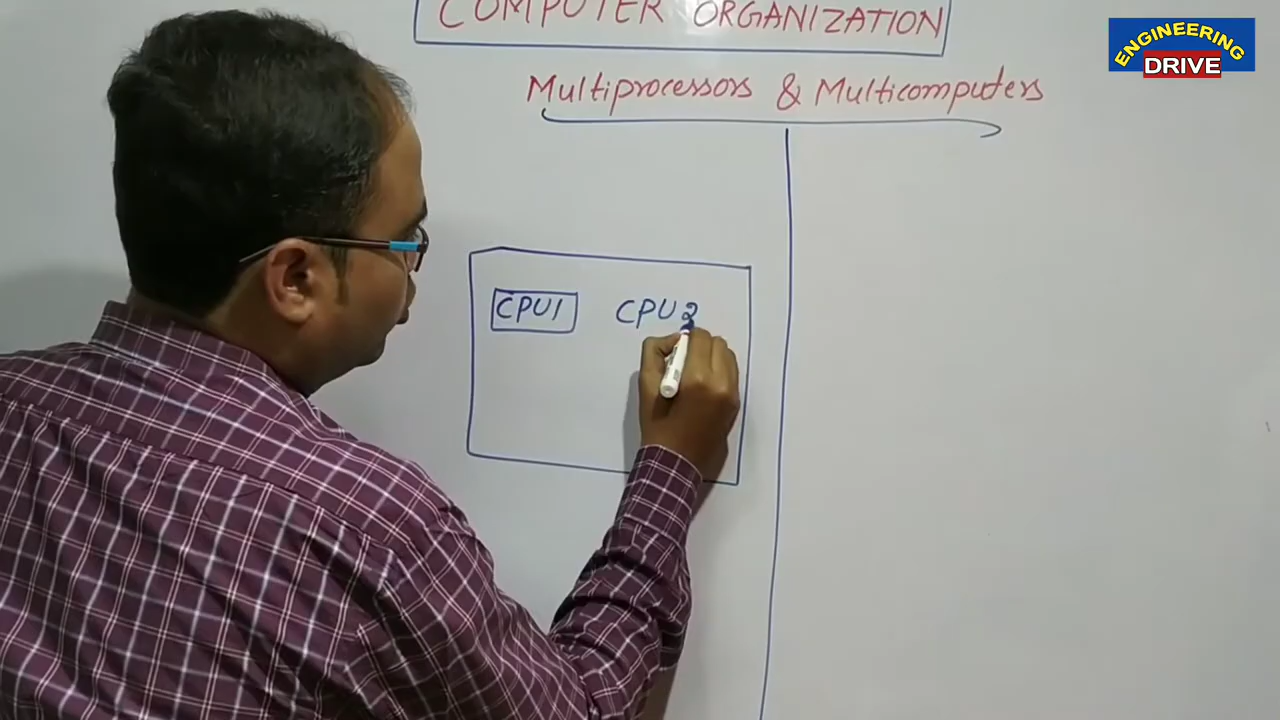 COMPUTER ORGANIZATION
ENGINEERING
DRIVE
Multiprocessors & Multicomputers
CPU1 CPU2